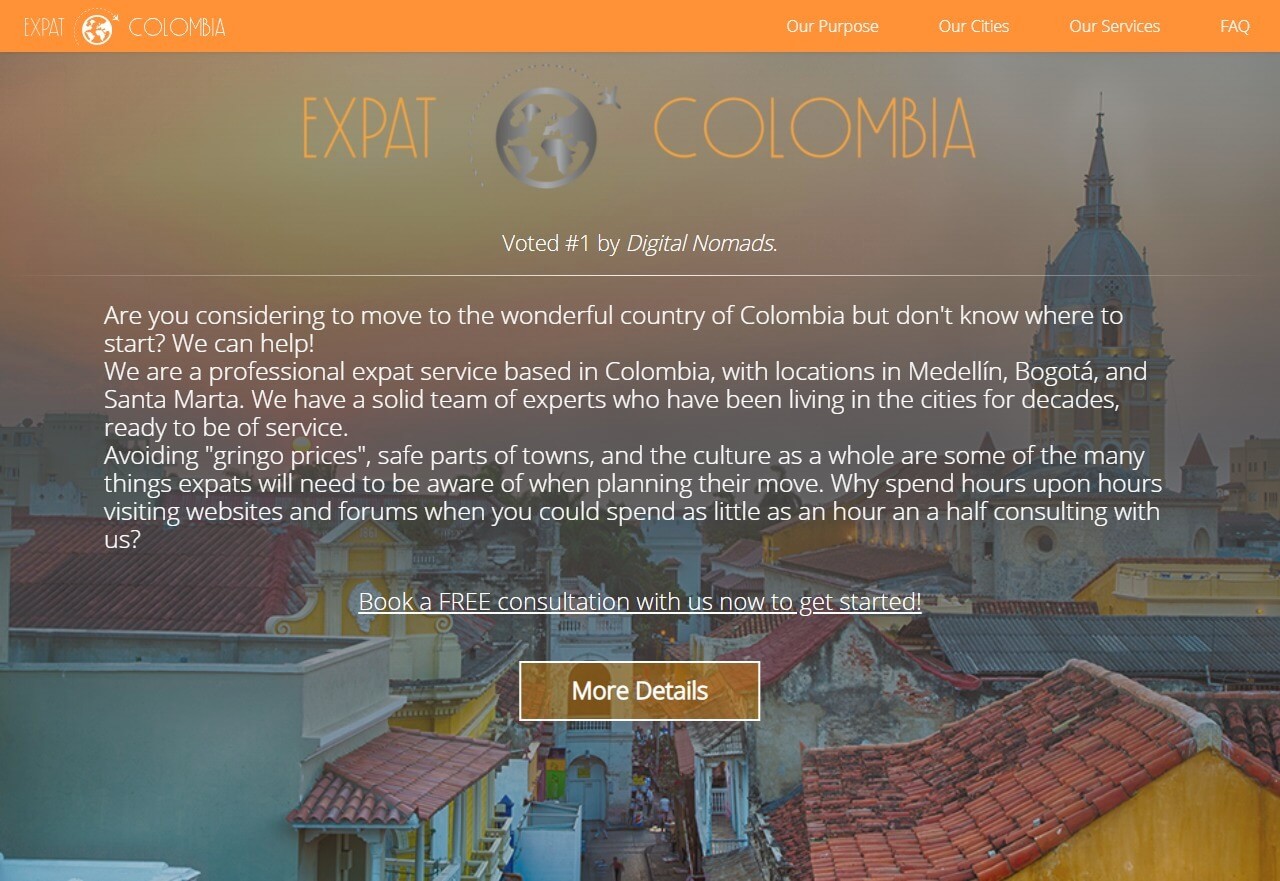 EXPAT COLOMBIA
Our Purpose Our Cities Our Services FAQ
EXPAT COLOMBIA
Voted #1 by Digital Nomads.
Are you considering to move to the wonderful country of Colombia but don't know where to
start? We can help!
We are a professional expat service based in Colombia, with locations in Medellín, Bogotá, and
Santa Marta. We have a solid team of experts who have been living in the cities for decades,
ready to be of service.
Avoiding "gringo prices", safe parts of towns, and the culture as a whole are some of the many
things expats will need to be aware of when planning their move. Why spend hours upon hours
visiting websites and forums when you could spend as little as an hour an a half consulting with
us?
Book a FREE consultation with us now to get started!
More Details